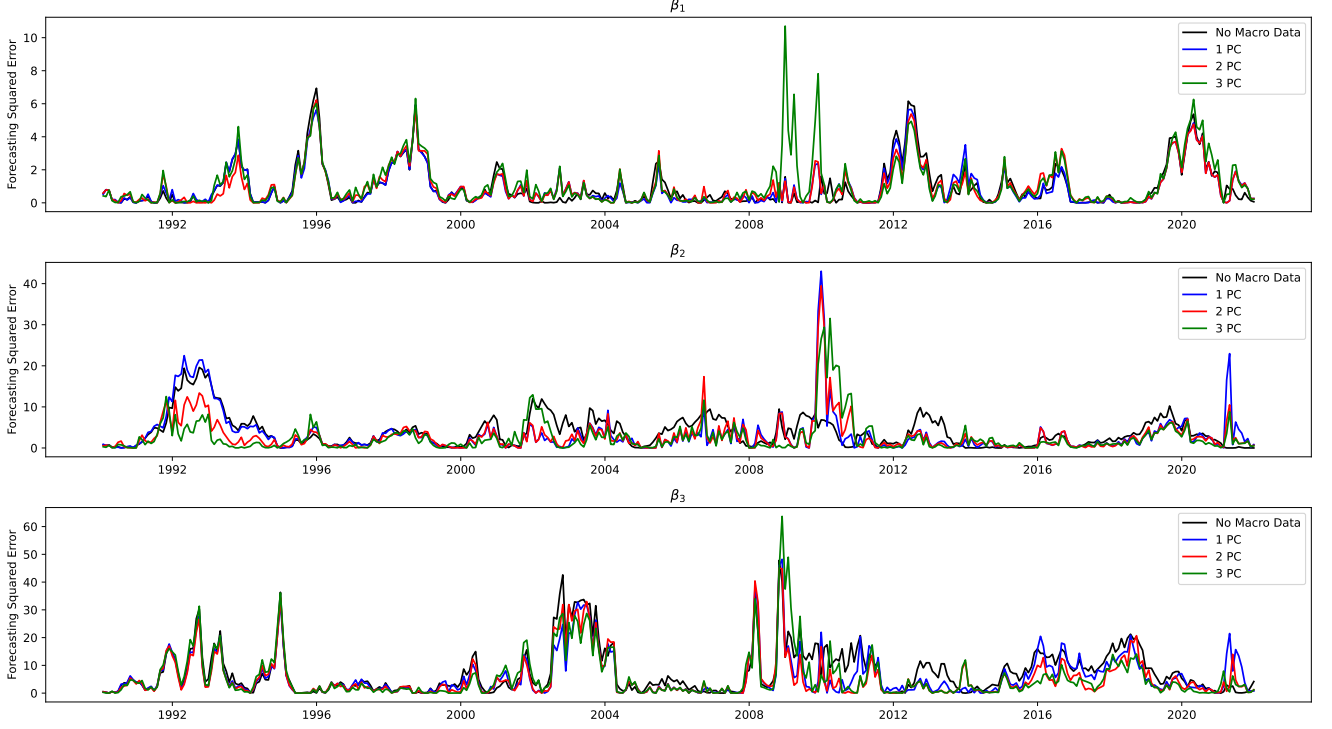 β1
Forecasting Squared Error
10
8
6
4
2
0
No Macro Data
1 PC
2 PC
3 PC
1992 1996 2000 2004 2008 2012 2016 2020
β2
Forecasting Squared Error
40
30
20
10
0
No Macro Data
1 PC
2 PC
3 PC
1992 1996 2000 2004 2008 2012 2016 2020
β3
Forecasting Squared Error
60
50
40
30
20
10
0
No Macro Data
1 PC
2 PC
3 PC
1992 1996 2000 2004 2008 2012 2016 2020